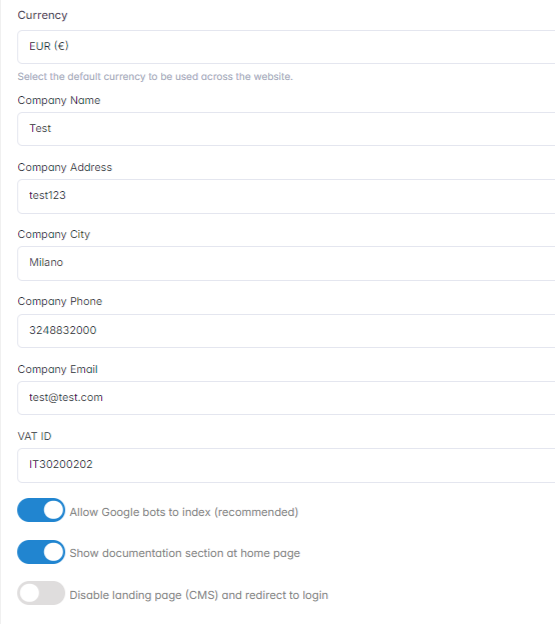 Currency
EUR (€)
Select the default currency to be used across the website.
Company Name
Test
Company Address
test123
Company City
Milano
Company Phone
3248832000
Company Email
test@test.com
VAT ID
IT30200202
Allow Google bots to index (recommended)
Show documentation section at home page
Disable landing page (CMS) and redirect to login